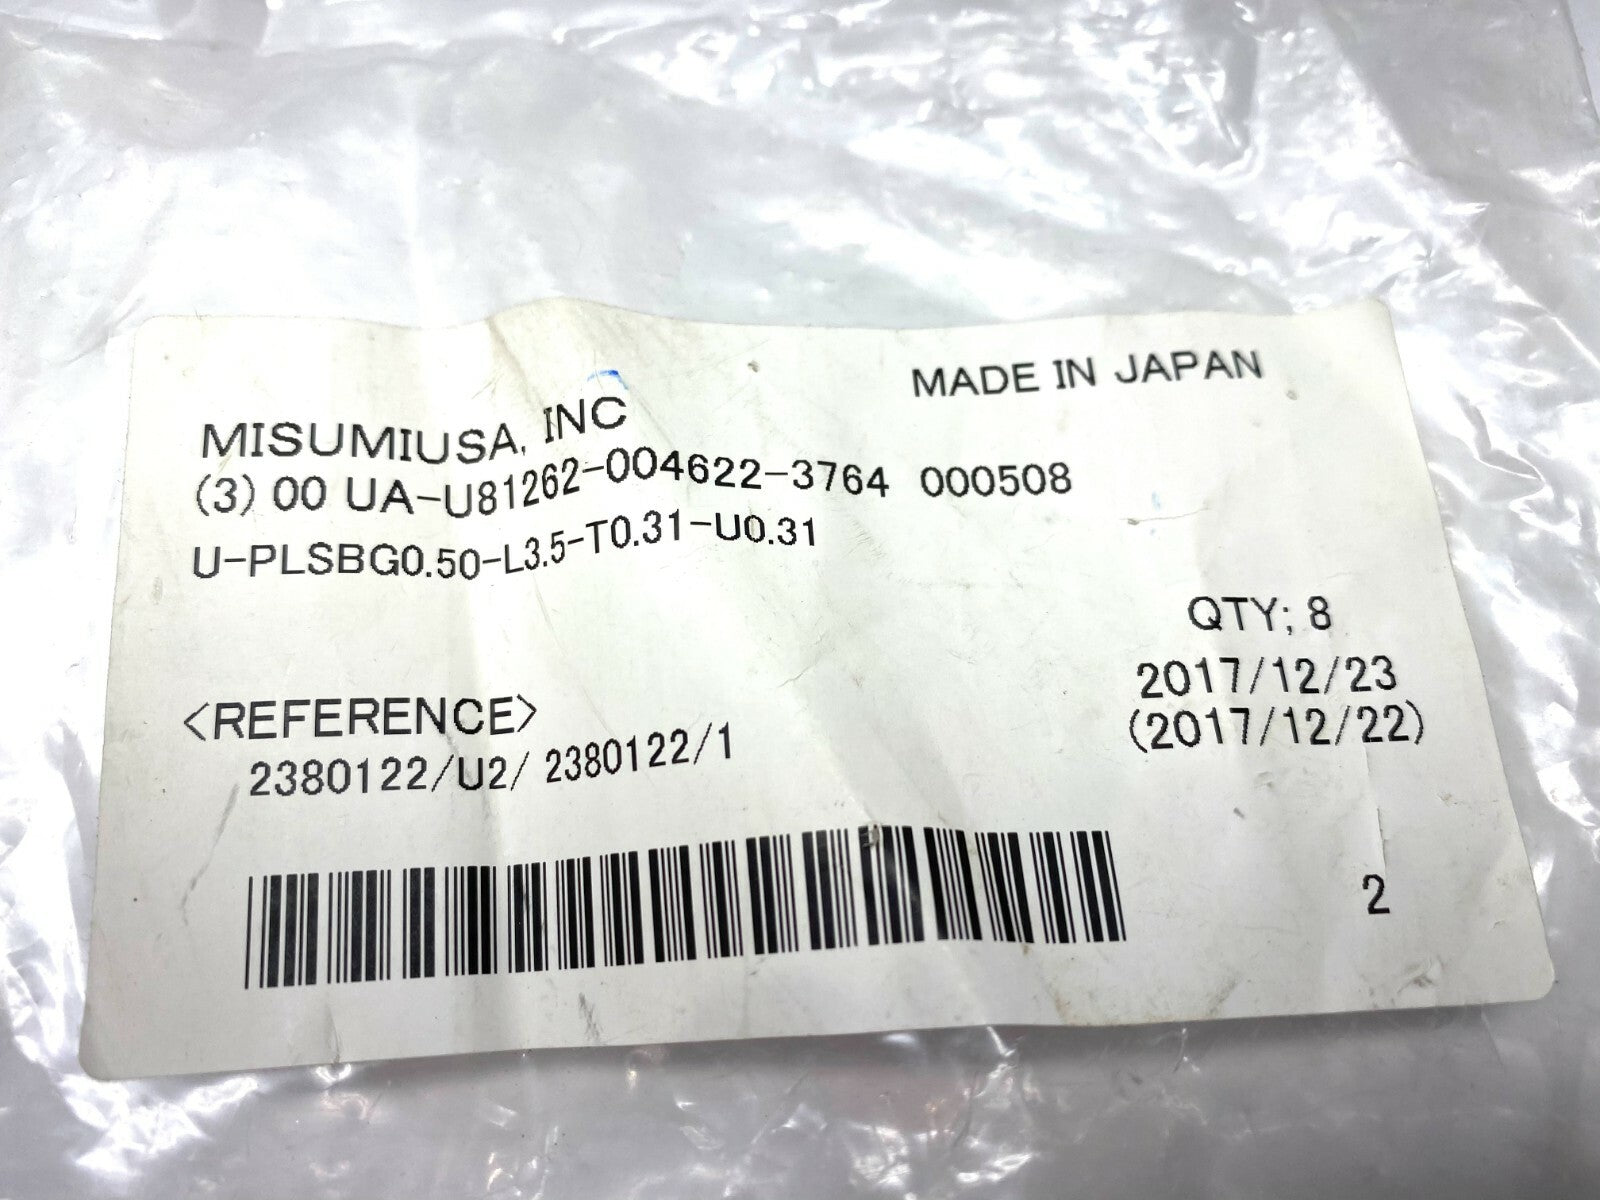 MADE IN JAPAN
MISUMIUSA, INC
(3) 00 UA-U81262-004622-3764 000508
U-PLSBG0.50-L3.5-T0.31-U0.31
QTY; 8
2017/12/23
(2017/12/22)
<REFERENCE>
2380122/U2/ 2380122/1
2